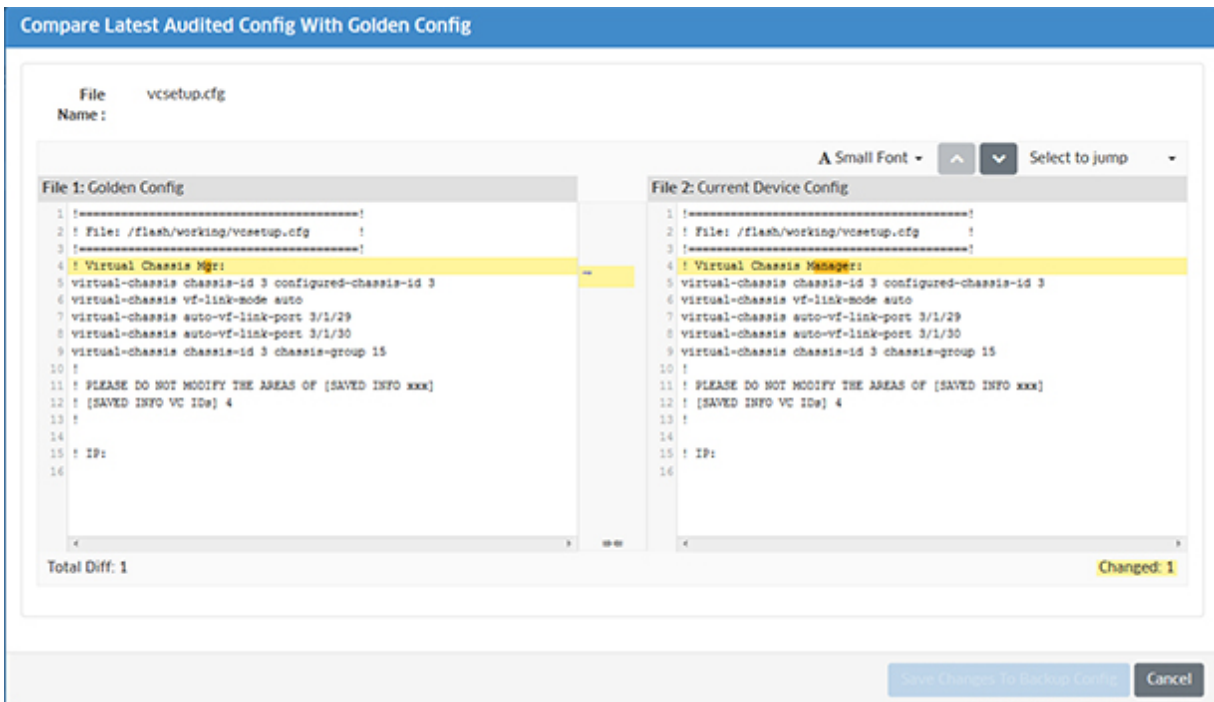 Compare Latest Audited Config With Golden Config
File vcsetup.cfg
Name :
A Small Font Select to jump
File 1: Golden Config
1 !========================================!
2 ! File: /flash/working/vcsetup.cfg !
3 !========================================!
4 ! Virtual Chassis Mgr:
5 virtual-chassis chassis-id 3 configured-chassis-id 3
6 virtual-chassis vf-link-mode auto
7 virtual-chassis auto-vf-link-port 3/1/29
8 virtual-chassis auto-vf-link-port 3/1/30
9 virtual-chassis chassis-id 3 chassis-group 15
10 !
11 ! PLEASE DO NOT MODIFY THE AREAS OF [SAVED INFO xxx]
12 ! [SAVED INFO VC IDs] 4
13 !
14
15 ! IP:
16
File 2: Current Device Config
1 !========================================!
2 ! File: /flash/working/vcsetup.cfg !
3 !========================================!
4 ! Virtual Chassis Manager:
5 virtual-chassis chassis-id 3 configured-chassis-id 3
6 virtual-chassis vf-link-mode auto
7 virtual-chassis auto-vf-link-port 3/1/29
8 virtual-chassis auto-vf-link-port 3/1/30
9 virtual-chassis chassis-id 3 chassis-group 15
10 !
11 ! PLEASE DO NOT MODIFY THE AREAS OF [SAVED INFO xxx]
12 ! [SAVED INFO VC IDs] 4
13 !
14
15 ! IP:
16
Total Diff: 1
Changed: 1
Save Changes To Backup Config
Cancel